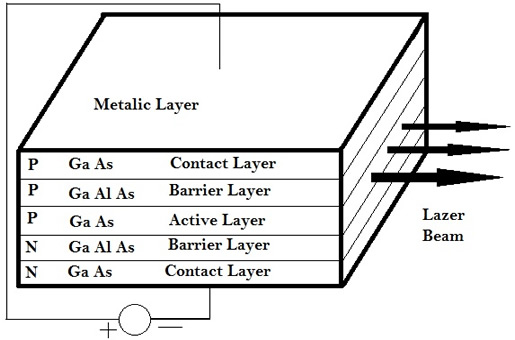 Metalic Layer
P Ga As Contact Layer
P Ga Al As Barrier Layer
P Ga As Active Layer
N Ga Al As Barrier Layer
N Ga As Contact Layer
Lazer
Beam
+ —